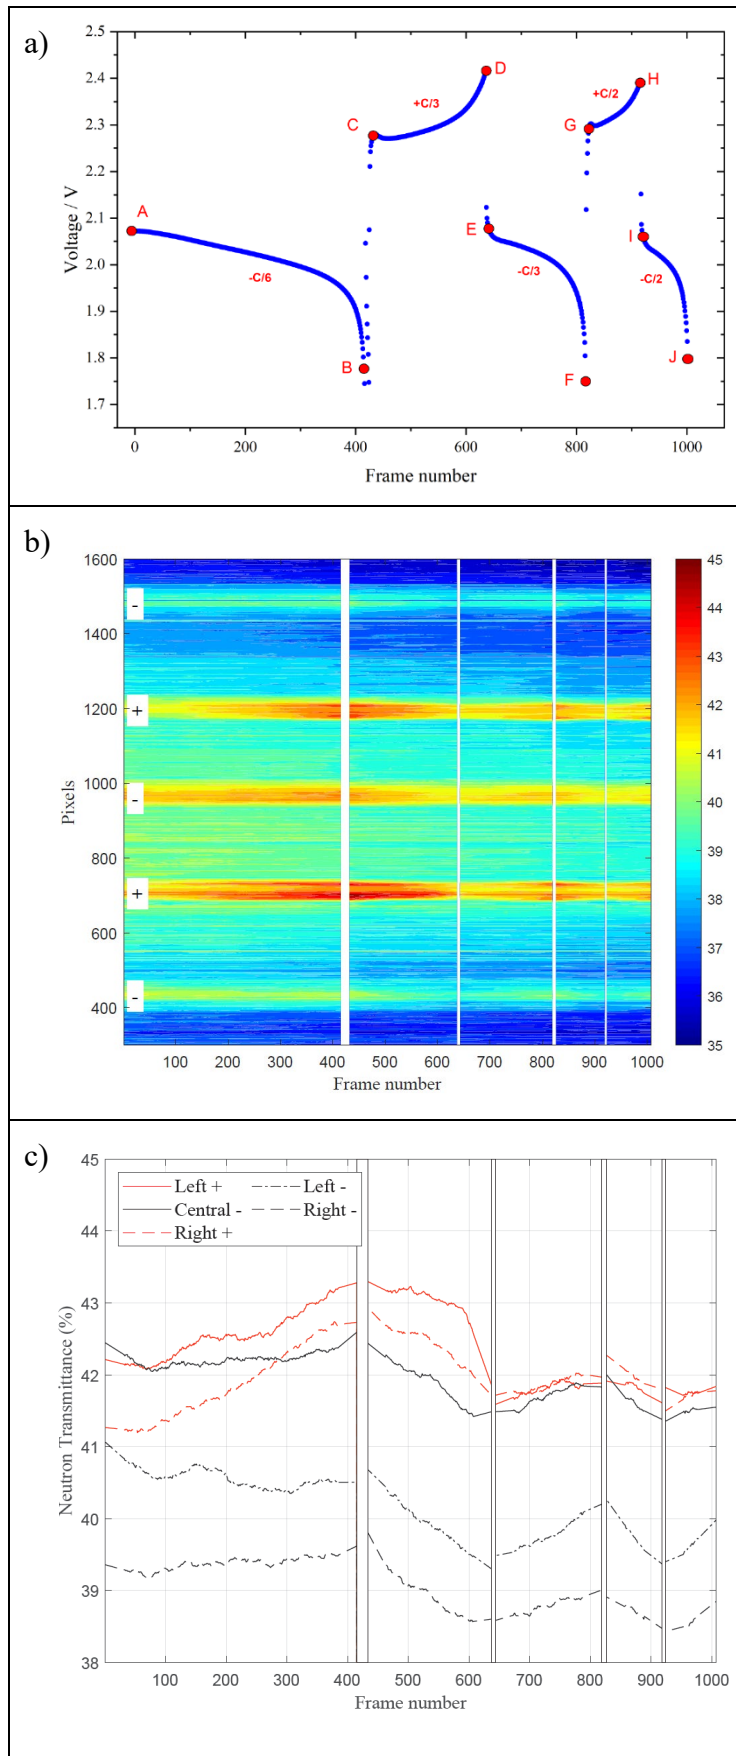 a)
2.5
2.4
2.3
2.2
2.1
2.0
1.9
1.8
1.7
Voltage / V
A
B
C
D
E
F
G
H
I
J
-C/6
+C/3
-C/3
+C/2
-C/2
0 200 400 600 800 1000
Frame number
b)
1600
1400
1200
1000
800
600
400
Pixels
-
+
-
+
-
45
44
43
42
41
40
39
38
37
36
35
100 200 300 400 500 600 700 800 900 1000
Frame number
c)
45
44
43
42
41
40
39
38
Neutron Transmittance (%)
Left + Left -
Central - Right -
Right +
100 200 300 400 500 600 700 800 900 1000
Frame number